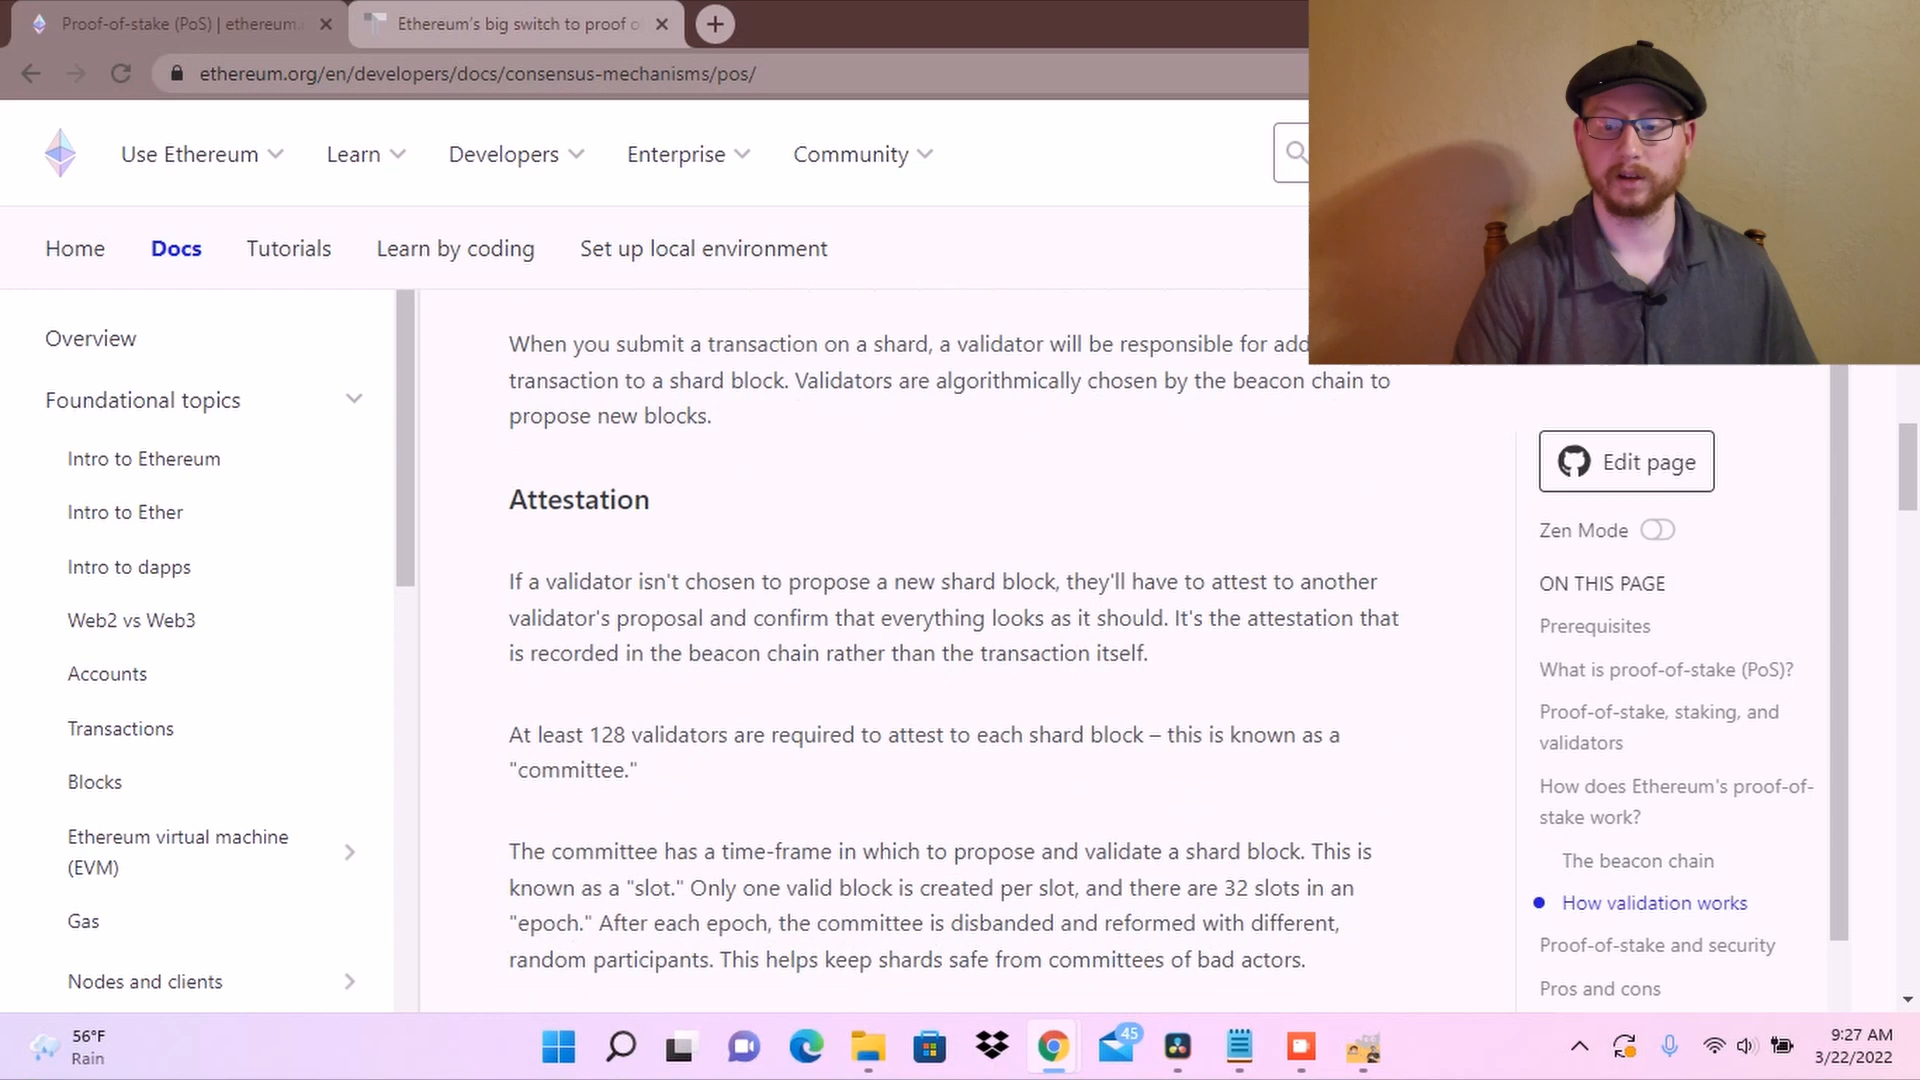 Proof-of-stake (PoS) | ethereum.
Ethereum's big switch to proof o
ethereum.org/en/developers/docs/consensus-mechanisms/pos/
Use Ethereum
Learn
Developers
Enterprise
Community
Home
Docs
Tutorials
Learn by coding
Set up local environment
Overview
Foundational topics
Intro to Ethereum
Intro to Ether
Intro to dapps
Web2 vs Web3
Accounts
Transactions
Blocks
Ethereum virtual machine
(EVM)
Gas
Nodes and clients
When you submit a transaction on a shard, a validator will be responsible for add
transaction to a shard block. Validators are algorithmically chosen by the beacon chain to
propose new blocks.
Attestation
If a validator isn't chosen to propose a new shard block, they'll have to attest to another
validator's proposal and confirm that everything looks as it should. It's the attestation that
is recorded in the beacon chain rather than the transaction itself.
At least 128 validators are required to attest to each shard block – this is known as a
"committee."
The committee has a time-frame in which to propose and validate a shard block. This is
known as a "slot." Only one valid block is created per slot, and there are 32 slots in an
"epoch." After each epoch, the committee is disbanded and reformed with different,
random participants. This helps keep shards safe from committees of bad actors.
Edit page
Zen Mode
ON THIS PAGE
Prerequisites
What is proof-of-stake (PoS)?
Proof-of-stake, staking, and
validators
How does Ethereum's proof-of-
stake work?
The beacon chain
How validation works
Proof-of-stake and security
Pros and cons
56°F
Rain
45
9:27 AM
3/22/2022